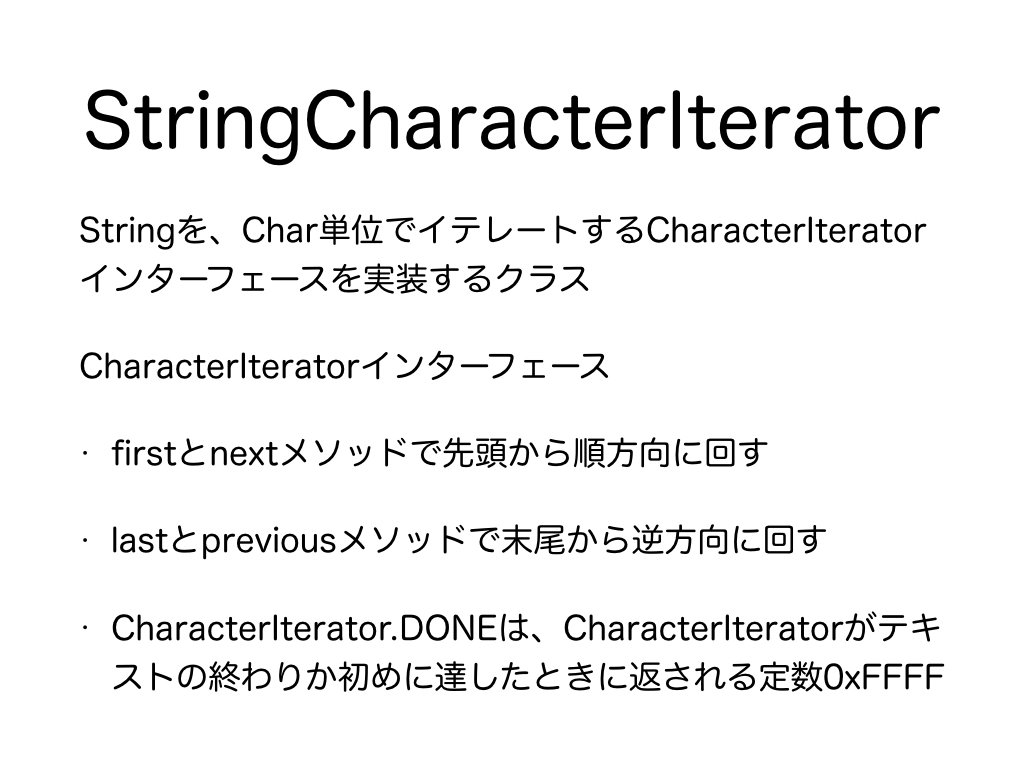 StringCharacterIterator
Stringを、Char単位でイテレートするCharacterIterator
インターフェースを実装するクラス
CharacterIteratorインターフェース
・ firstとnextメソッドで先頭から順方向に回す
・ lastとpreviousメソッドで末尾から逆方向に回す
・ CharacterIterator.DONEは、CharacterIteratorがテキ
ストの終わりか初めに達したときに返される定数0xFFFF